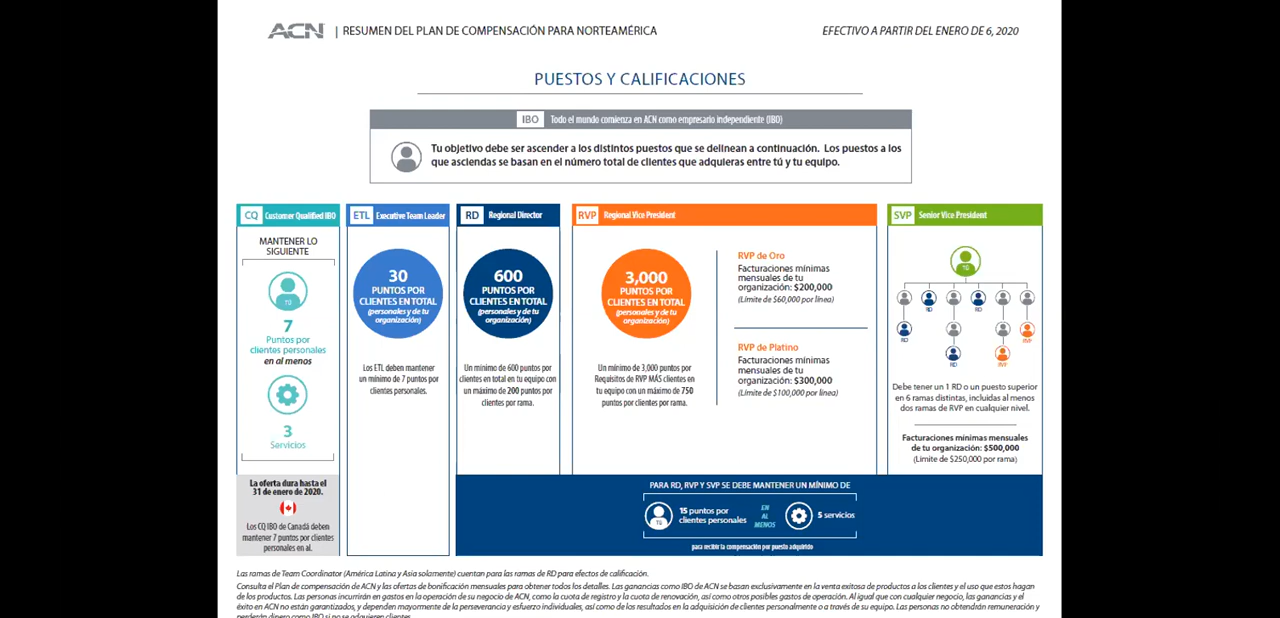 ACN | RESUMEN DEL PLAN DE COMPENSACIÓN PARA NORTEAMÉRICA
EFECTIVO A PARTIR DEL ENERO DE 6, 2020
PUESTOS Y CALIFICACIONES
IBO Todo el mundo comienza en ACN como empresario independiente (IBO)
Tu objetivo debe ser ascender a los distintos puestos que se delinean a continuación. Los puestos a los
que asciendas se basan en el número total de clientes que adquieras entre tú y tu equipo.
CQ Customer Qualified IBO
MANTENER LO
SIGUIENTE
TÚ
7
Puntos por
clientes personales
en al menos
3
Servicios
La oferta dura hasta el
31 de enero de 2020.
Los CQ IBO de Canadá deben
mantener 7 puntos por clientes
personales en al.
ETL Executive Team Leader
30
PUNTOS POR
CLIENTES EN TOTAL
(personales y de tu
organización)
Los ETL deben mantener
un mínimo de 7 puntos por
clientes personales.
RD Regional Director
600
PUNTOS POR
CLIENTES EN TOTAL
(personales y de tu
organización)
Un mínimo de 600 puntos por
clientes en total en tu equipo con
un máximo de 200 puntos por
clientes por rama.
RVP Regional Vice President
3,000
PUNTOS POR
CLIENTES EN TOTAL
(personales y de tu
organización)
Un mínimo de 3,000 puntos por
Requisitos de RVP MÁS clientes en
tu equipo con un máximo de 750
puntos por clientes por rama.
RVP de Oro
Facturaciones mínimas
mensuales de tu
organización: $200,000
(Límite de $60,000 por línea)
RVP de Platino
Facturaciones mínimas
mensuales de tu
organización: $300,000
(Límite de $100,000 por línea)
SVP Senior Vice President
TÚ
RD RD
RD RVP
RD RVP
Debe tener un 1 RD o un puesto superior
en 6 ramas distintas, incluidas al menos
dos ramas de RVP en cualquier nivel.
Facturaciones mínimas mensuales
de tu organización: $500,000
(Límite de $250,000 por rama)
PARA RD, RVP Y SVP SE DEBE MANTENER UN MÍNIMO DE
TÚ
15 puntos por
clientes personales
EN
AL
MENOS
5 servicios
para recibir la compensación por puesto adquirido
Las ramas de Team Coordinator (América Latina y Asia solamente) cuentan para las ramas de RD para efectos de calificación.
Consulta el Plan de compensación de ACN y las ofertas de bonificación mensuales para obtener todos los detalles. Las ganancias como IBO de ACN se basan exclusivamente en la venta exitosa de productos a los clientes y el uso que estos hagan
de los productos. Las personas incurrirán en gastos en la operación de su negocio de ACN, como la cuota de registro y la cuota de renovación, así como otros posibles gastos de operación. Al igual que con cualquier negocio, las ganancias y el
éxito en ACN no están garantizados, y dependen mayormente de la perseverancia y esfuerzo individuales, así como de los resultados en la adquisición de clientes personalmente o a través de su equipo. Las personas no obtendrán remuneración y
perderán dinero como IBO si no se adquieren clientes.